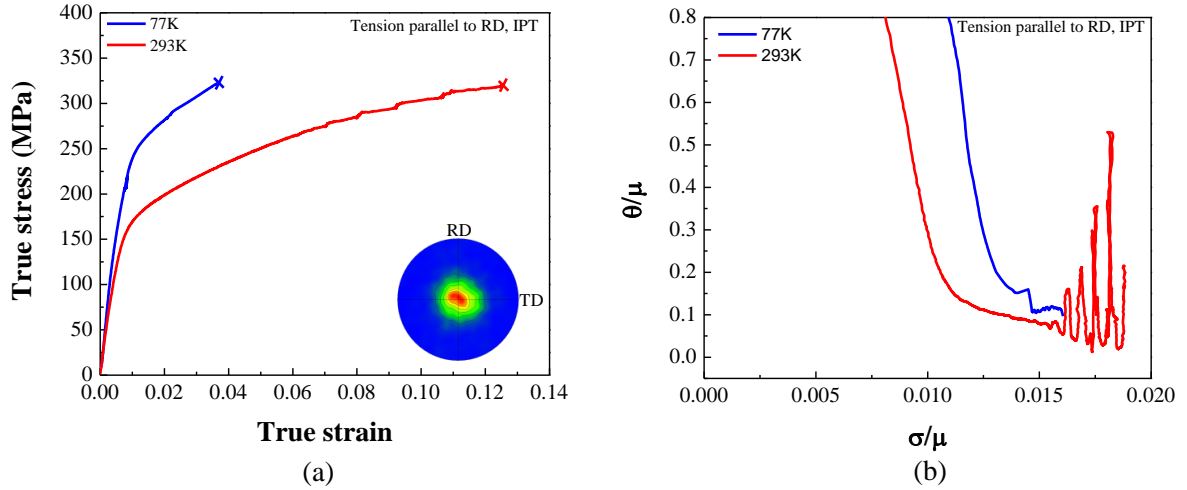 77K
293K
Tension parallel to RD, IPT
400
350
300
250
200
150
100
50
0
True stress (MPa)
RD
TD
0.00 0.02 0.04 0.06 0.08 0.10 0.12 0.14
True strain
(a)
77K
293K
Tension parallel to RD, IPT
0.8
0.7
0.6
0.5
0.4
0.3
0.2
0.1
0.0
θ/μ
0.000 0.005 0.010 0.015 0.020
σ/μ
(b)